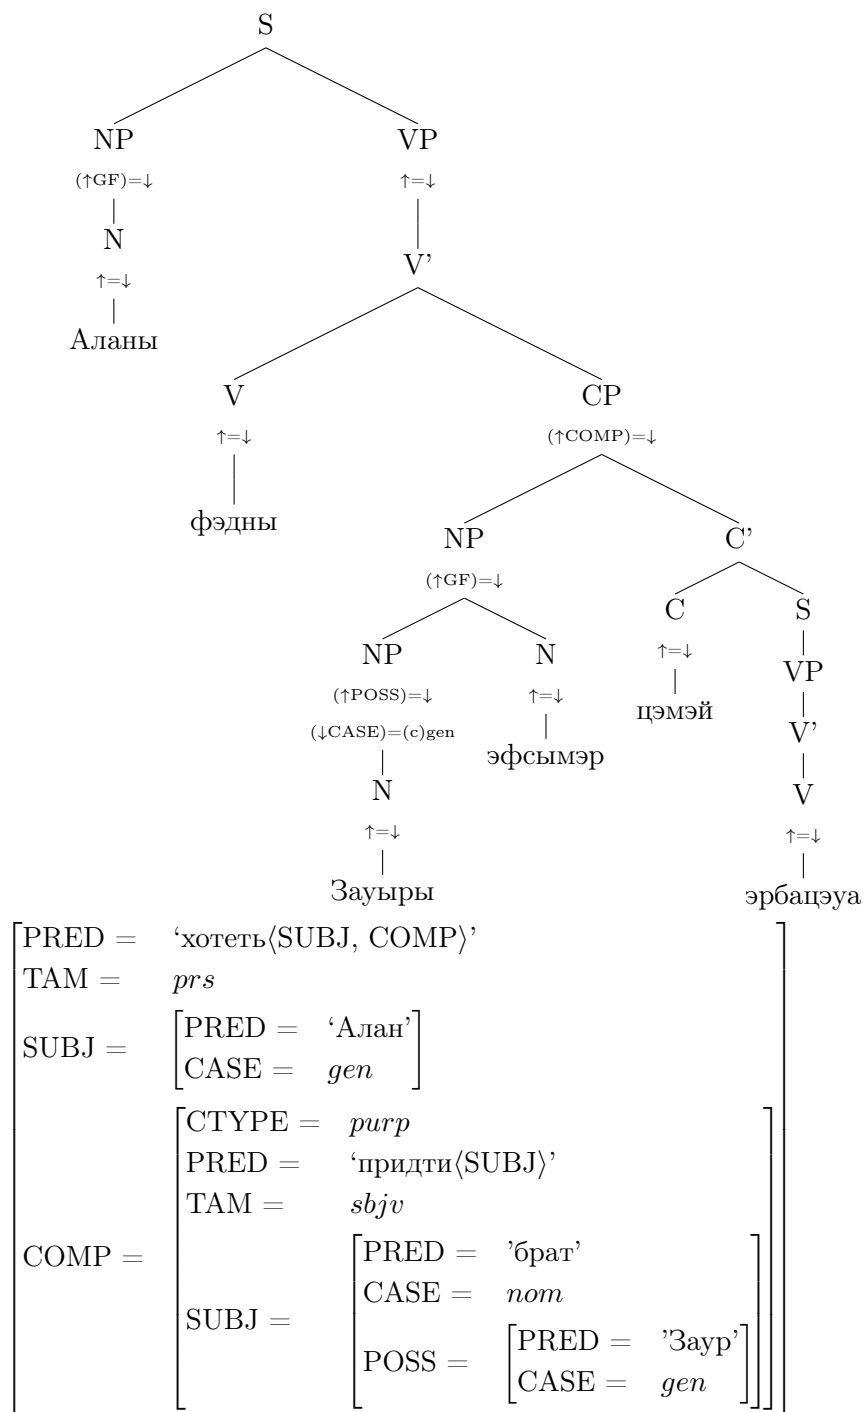 S
NP VP
(↑GF)=↓ ↑=↓
N
V’
↑=↓
Аланы
V CP
↑=↓ (↑COMP)=↓
фэдны
NP C’
(↑GF)=↓
C S
NP N
↑=↓
VP
(↑POSS)=↓ ↑=↓
цэмэй
(↓CASE)=(c)gen
V’
эфсымэр
N V
↑=↓ ↑=↓
Зауыры эрбацэуа
PRED = ‘хотеть⟨SUBJ, COMP⟩’
TAM = prs
SUBJ = PRED = ‘Алан’
CASE = gen
CTYPE = purp
PRED = ‘придти⟨SUBJ⟩’
TAM = sbjv
COMP =
PRED = ’брат’
CASE = nom
SUBJ =
POSS = PRED = ’Заур’
CASE = gen